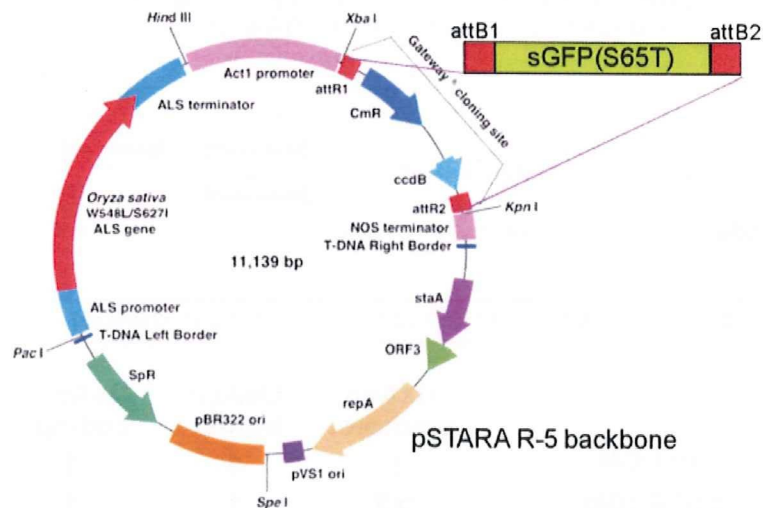 Hind III
Xba I
Act1 promoter
attR1
Gateway ® cloning site
attB1
attB2
sGFP(S65T)
ALS terminator
CmR
ccdB
attR2
Kpn I
NOS terminator
T-DNA Right Border
Oryza sativa
W548L/S627I
ALS gene
11,139 bp
staA
ORF3
ALS promoter
T-DNA Left Border
Pac I
SpR
repA
pBR322 ori
pVS1 ori
Spe I
pSTARA R-5 backbone